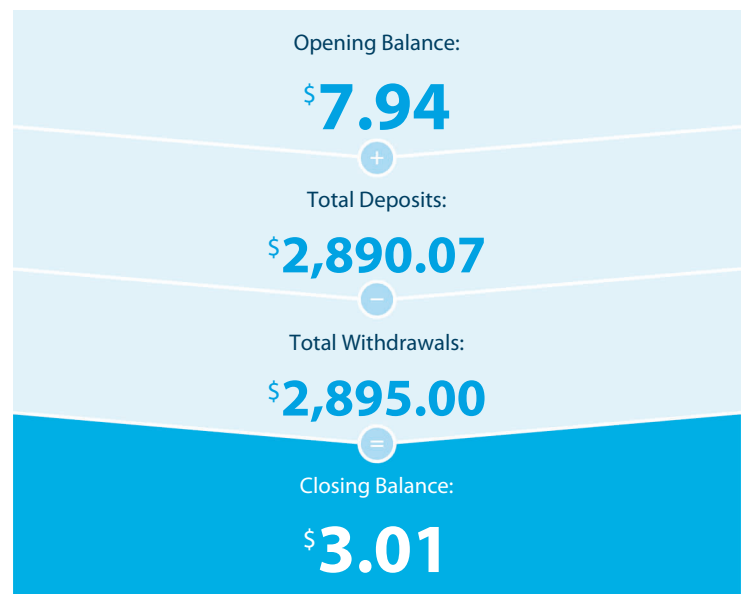 Opening Balance:
$7.94
+
Total Deposits:
$2,890.07
−
Total Withdrawals:
$2,895.00
=
Closing Balance:
$3.01